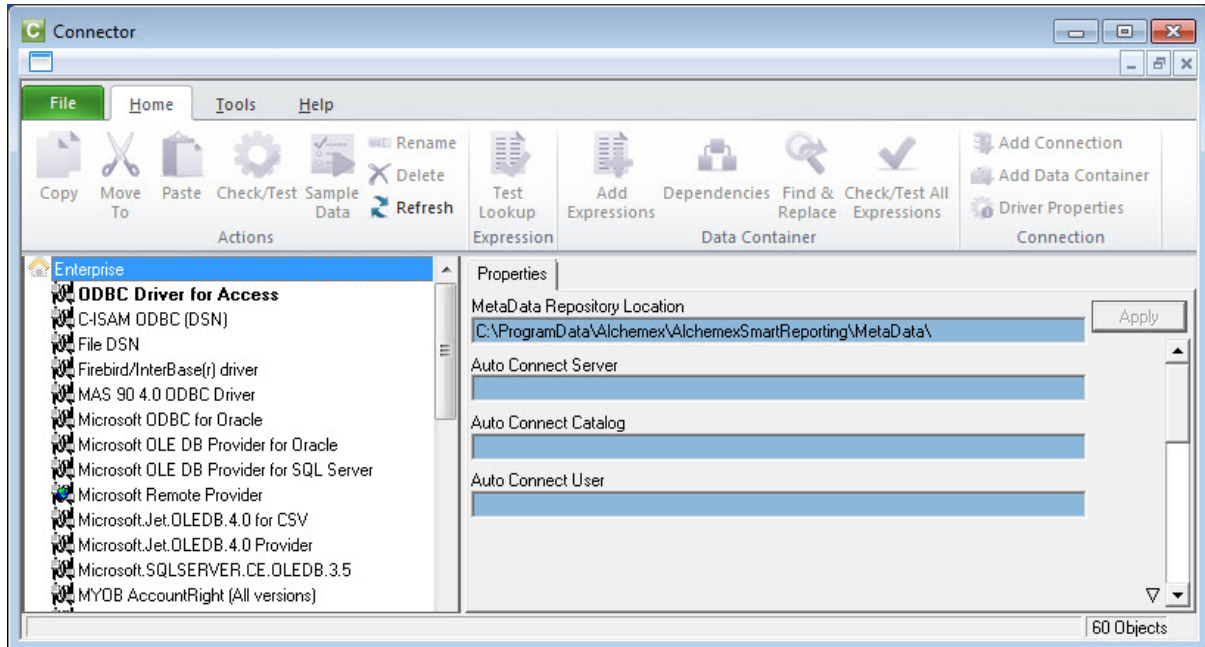 C Connector
File Home Tools Help
Copy
Move To
Paste
Check/Test
Sample Data
Rename
Delete
Refresh
Actions
Test Lookup
Expression
Add Expressions
Dependencies
Find & Replace
Check/Test All Expressions
Data Container
Add Connection
Add Data Container
Driver Properties
Connection
Enterprise
ODBC Driver for Access
C-ISAM ODBC (DSN)
File DSN
Firebird/InterBase(r) driver
MAS 90 4.0 ODBC Driver
Microsoft ODBC for Oracle
Microsoft OLE DB Provider for Oracle
Microsoft OLE DB Provider for SQL Server
Microsoft Remote Provider
Microsoft.Jet.OLEDB.4.0 for CSV
Microsoft.Jet.OLEDB.4.0 Provider
Microsoft.SQLSERVER.CE.OLEDB.3.5
MYOB AccountRight (All versions)
Properties
MetaData Repository Location
C:\ProgramData\Alchemex\AlchemexSmartReporting\MetaData\
Apply
Auto Connect Server
Auto Connect Catalog
Auto Connect User
60 Objects